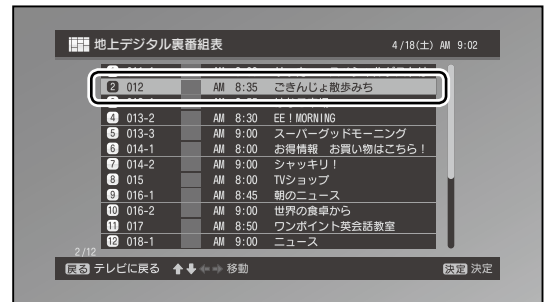 地上デジタル裏番組表 4/18(土) AM 9:02
2 012 AM 8:35 ごきんじょ散歩みち
4 013-2 AM 8:30 EE!MORNING
5 013-3 AM 9:00 スーパーグッドモーニング
6 014-1 AM 8:00 お得情報 お買い物はこちら!
7 014-2 AM 9:00 シャッキリ!
8 015 AM 8:00 TVショップ
9 016-1 AM 8:45 朝のニュース
10 016-2 AM 9:00 世界の食卓から
11 017 AM 8:50 ワンポイント英会話教室
12 018-1 AM 9:00 ニュース
2/12
戻る テレビに戻る 移動 決定 決定